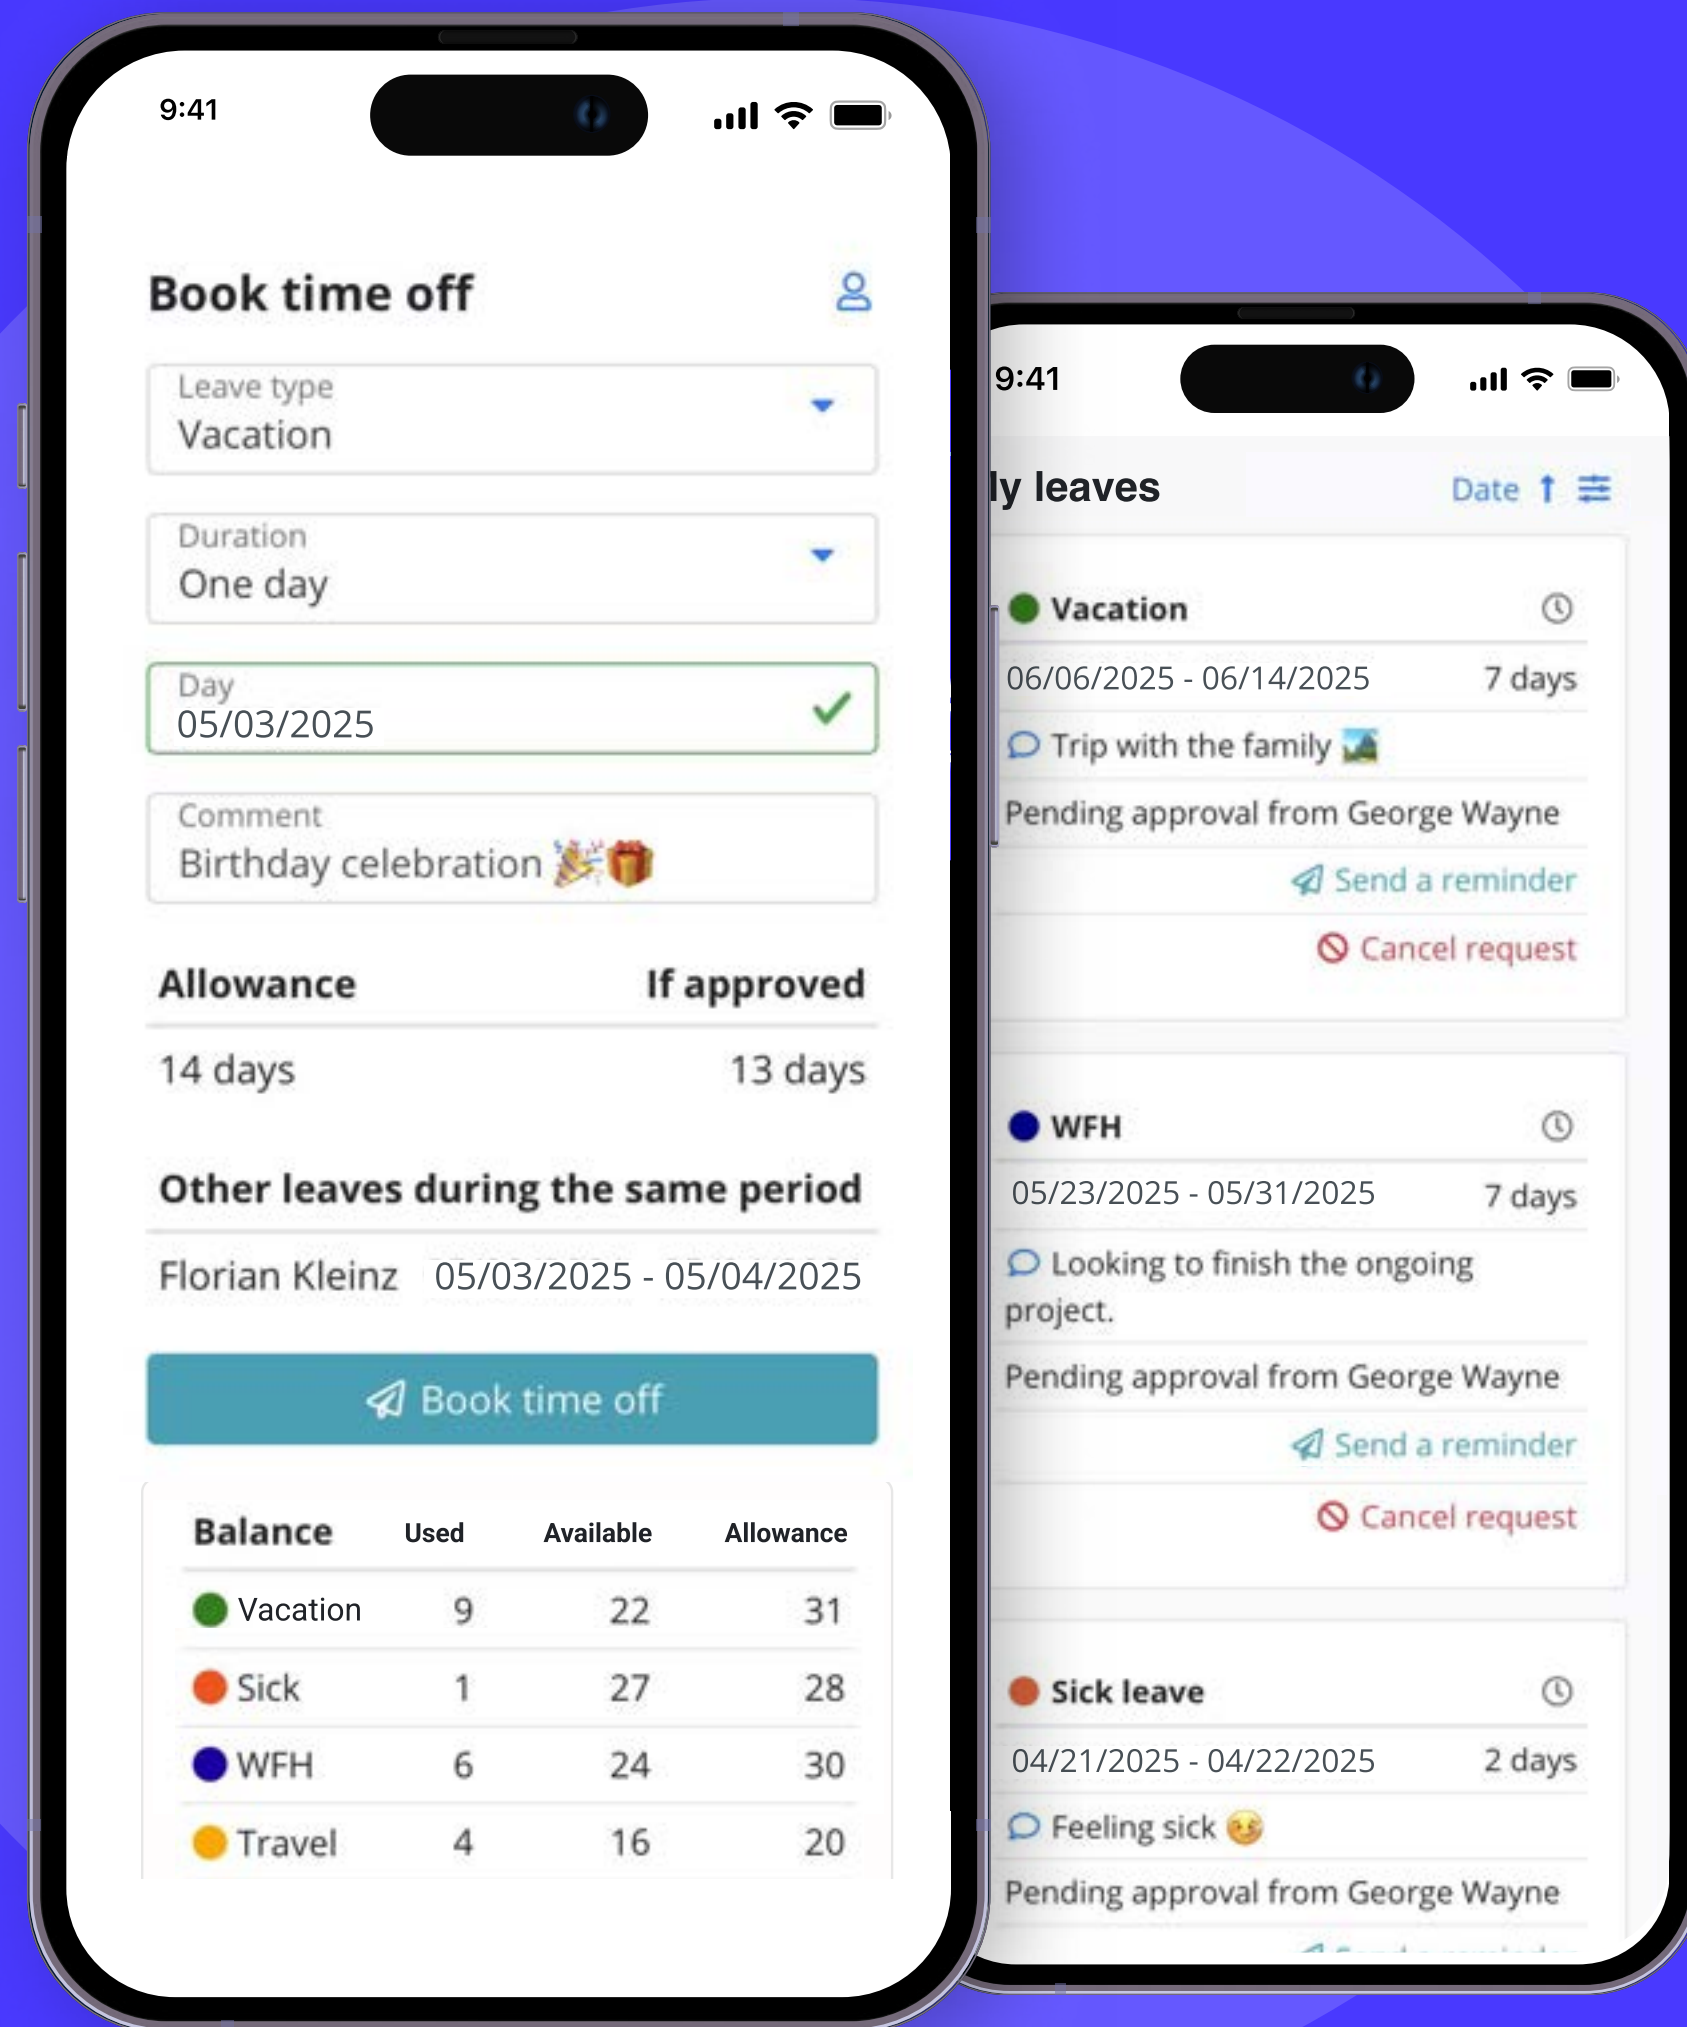 9:41
Book time off
Leave type
Vacation
Duration
One day
Day
05/03/2025
Comment
Birthday celebration 🎉🎁
Allowance If approved
14 days 13 days
Other leaves during the same period
Florian Kleinz 05/03/2025 - 05/04/2025
Book time off
Balance Used Available Allowance
Vacation 9 22 31
Sick 1 27 28
WFH 6 24 30
Travel 4 16 20
9:41
ly leaves Date
Vacation
06/06/2025 - 06/14/2025 7 days
Trip with the family 🏞️
Pending approval from George Wayne
Send a reminder
Cancel request
WFH
05/23/2025 - 05/31/2025 7 days
Looking to finish the ongoing
project.
Pending approval from George Wayne
Send a reminder
Cancel request
Sick leave
04/21/2025 - 04/22/2025 2 days
Feeling sick 🤒
Pending approval from George Wayne